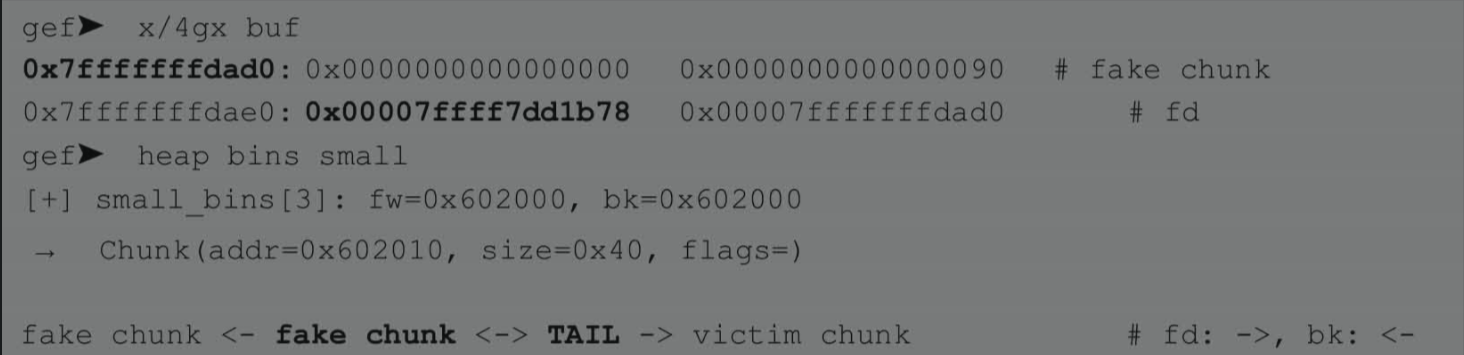 gef➤  x/4gx buf
0x7fffffffdad0: 0x0000000000000000   0x0000000000000090   # fake chunk
0x7fffffffdae0: 0x00007ffff7dd1b78   0x00007fffffffdad0        # fd
gef➤  heap bins small
[+] small_bins[3]: fw=0x602000, bk=0x602000
→   Chunk(addr=0x602010, size=0x40, flags=)
fake chunk <- fake chunk <-> TAIL -> victim chunk              # fd: ->, bk: <-